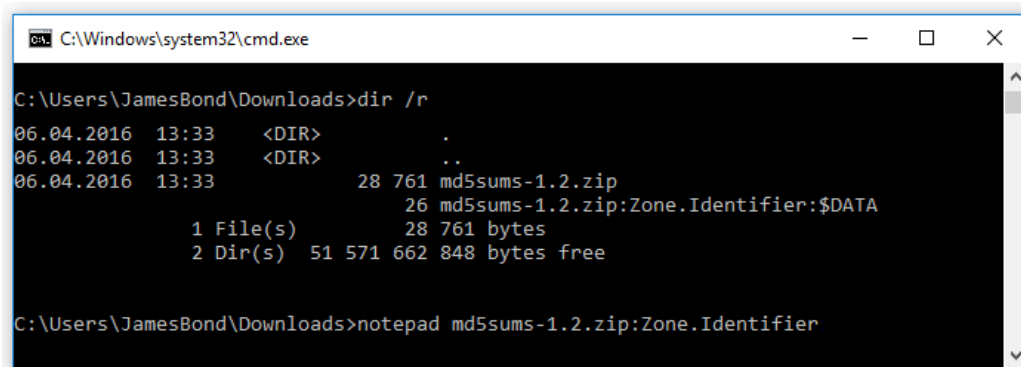 C:\Windows\system32\cmd.exe
C:\Users\JamesBond\Downloads>dir /r
06.04.2016  13:33    <DIR>          .
06.04.2016  13:33    <DIR>          ..
06.04.2016  13:33            28 761 md5sums-1.2.zip
                                 26 md5sums-1.2.zip:Zone.Identifier:$DATA
               1 File(s)         28 761 bytes
               2 Dir(s)  51 571 662 848 bytes free
C:\Users\JamesBond\Downloads>notepad md5sums-1.2.zip:Zone.Identifier